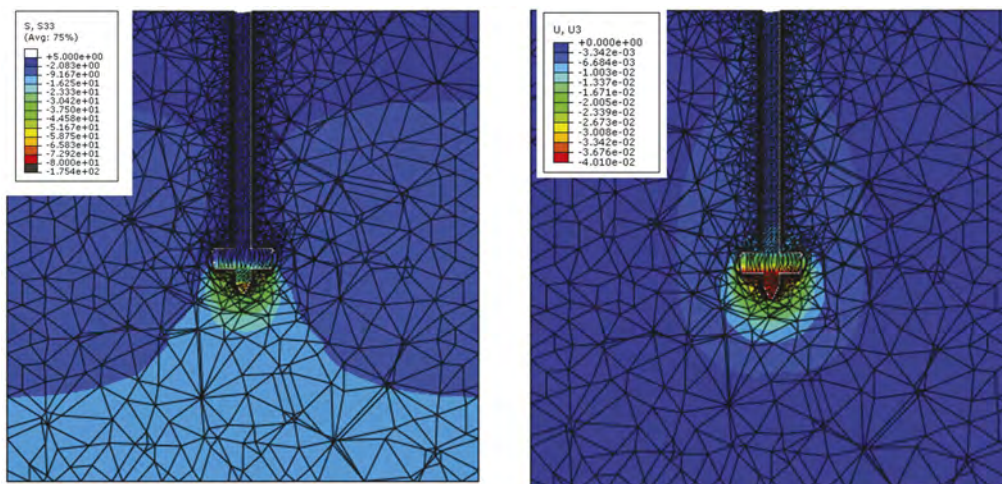 S, S33
(Avg: 75%)
+5.000e+00
-2.083e+00
-9.167e+00
-1.625e+01
-2.333e+01
-3.042e+01
-3.750e+01
-4.458e+01
-5.167e+01
-5.875e+01
-6.583e+01
-7.292e+01
-8.000e+01
-1.754e+02
U, U3
+0.000e+00
-3.342e-03
-6.684e-03
-1.003e-02
-1.337e-02
-1.671e-02
-2.005e-02
-2.339e-02
-2.673e-02
-3.008e-02
-3.342e-02
-3.676e-02
-4.010e-02